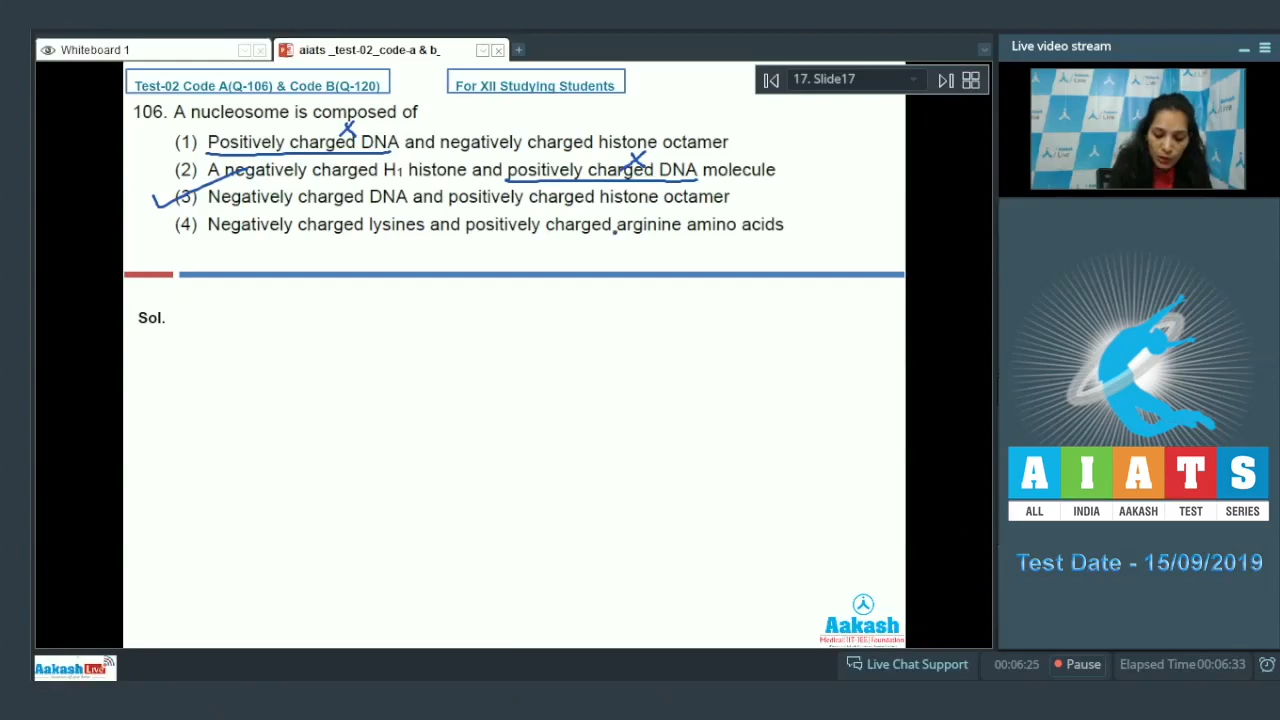 Whiteboard 1
aiats _test-02_code-a & b_
Live video stream
Test-02 Code A(Q-106) & Code B(Q-120)
For XII Studying Students
17. Slide17
106. A nucleosome is composed of
(1) Positively charged DNA and negatively charged histone octamer
(2) A negatively charged H1 histone and positively charged DNA molecule
(3) Negatively charged DNA and positively charged histone octamer
(4) Negatively charged lysines and positively charged arginine amino acids
Sol.
A I A T S
ALL INDIA AAKASH TEST SERIES
Test Date - 15/09/2019
Aakash
Medical|IIT-JEE|Foundations
Aakash Live
Live Chat Support
00:06:25
Pause
Elapsed Time 00:06:33